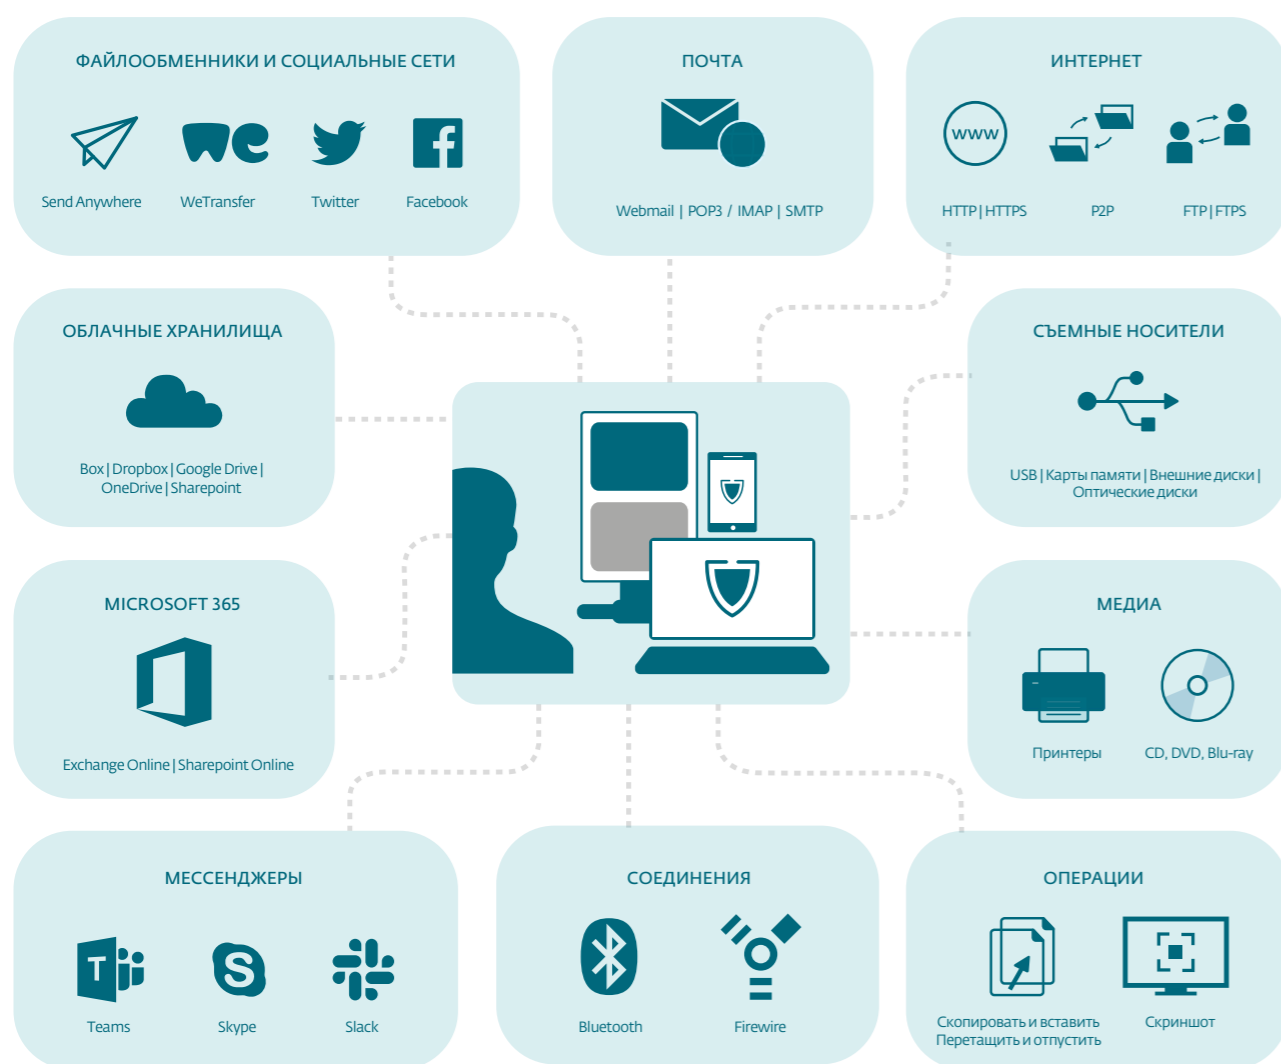 ФАЙЛООБМЕННИКИ И СОЦИАЛЬНЫЕ СЕТИ
Send Anywhere
WeTransfer
Twitter
Facebook
ПОЧТА
Webmail | POP3 / IMAP | SMTP
ИНТЕРНЕТ
www
HTTP|HTTPS
P2P
FTP|FTPS
ОБЛАЧНЫЕ ХРАНИЛИЩА
Box|Dropbox|Google Drive|
OneDrive|Sharepoint
СЪЕМНЫЕ НОСИТЕЛИ
USB|Карты памяти|Внешние диски|
Оптические диски
MICROSOFT 365
Exchange Online|Sharepoint Online
МЕДИА
Принтеры
CD, DVD, Blu-ray
МЕССЕНДЖЕРЫ
Teams
Skype
Slack
СОЕДИНЕНИЯ
Bluetooth
Firewire
ОПЕРАЦИИ
Скопировать и вставить
Перетащить и отпустить
Скриншот